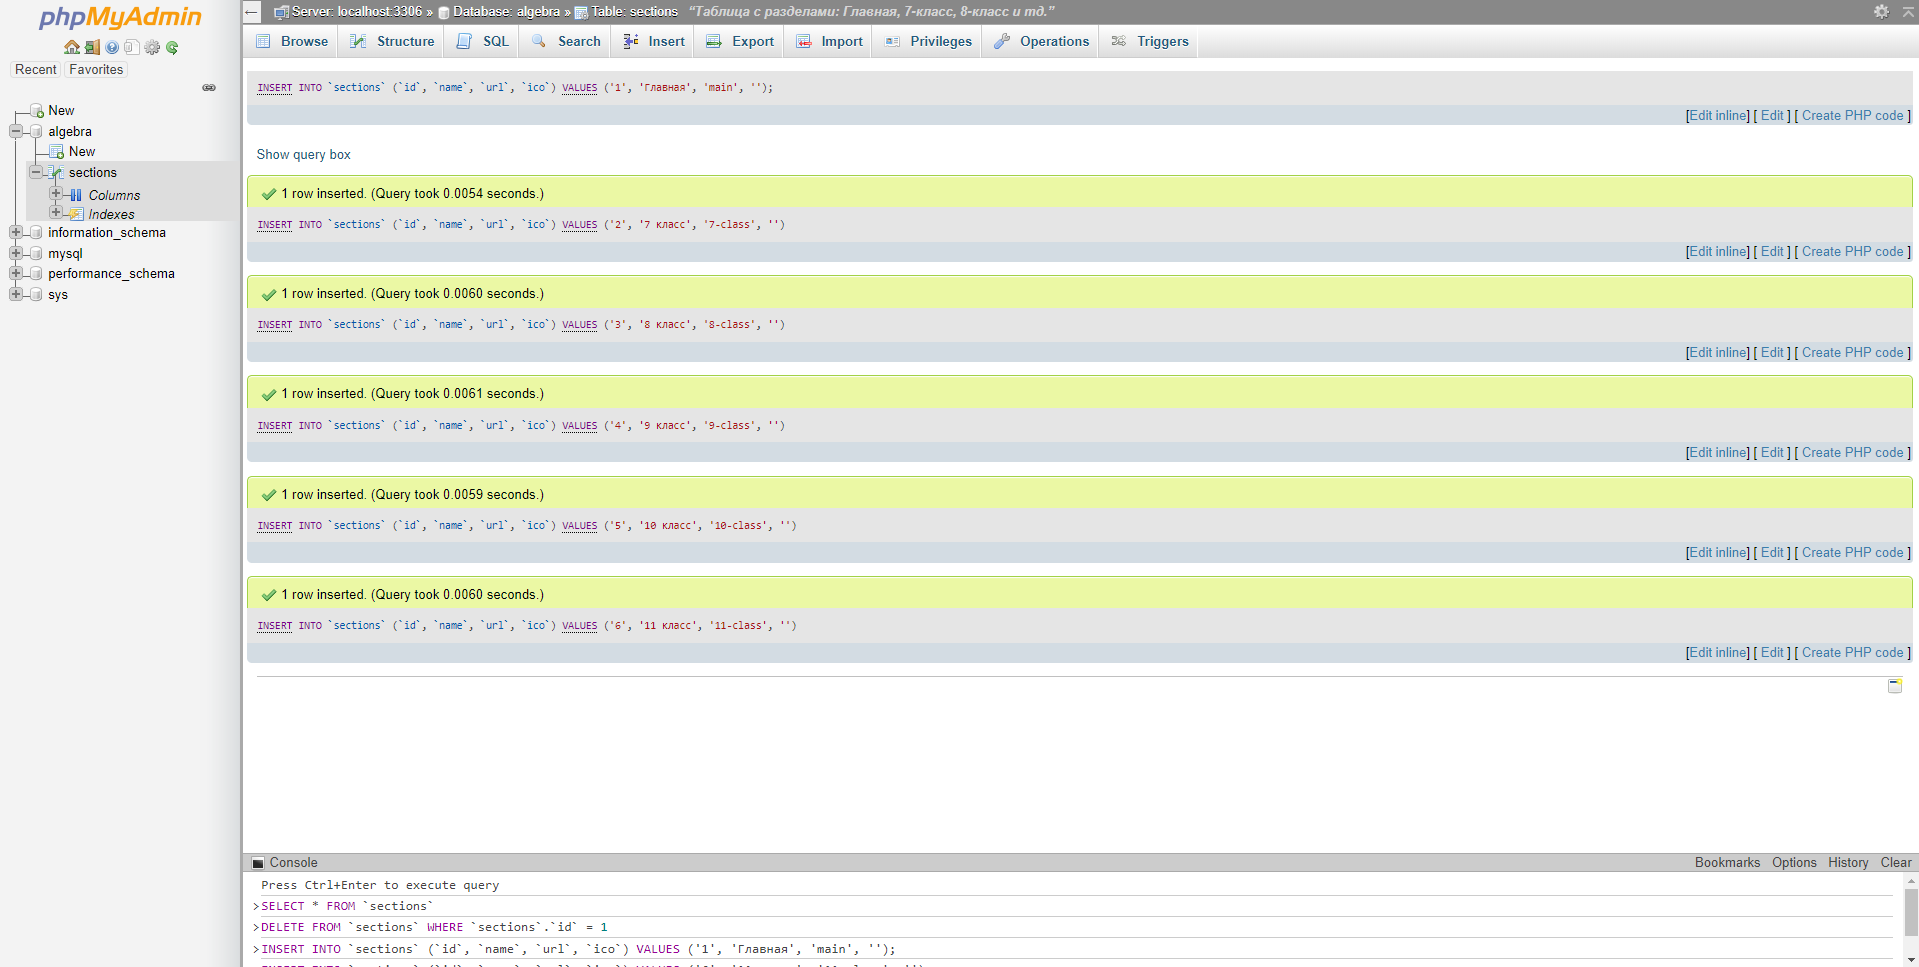 phpMyAdmin
Recent Favorites
New
algebra
New
sections
Columns
Indexes
information_schema
mysql
performance_schema
sys
Server: localhost:3306 » Database: algebra » Table: sections “Таблица с разделами: Главная, 7-класс, 8-класс и тд.”
Browse Structure SQL Search Insert Export Import Privileges Operations Triggers
INSERT INTO `sections` (`id`, `name`, `url`, `ico`) VALUES ('1', 'Главная', 'main', '');
[Edit inline] [ Edit ] [ Create PHP code ]
Show query box
1 row inserted. (Query took 0.0054 seconds.)
INSERT INTO `sections` (`id`, `name`, `url`, `ico`) VALUES ('2', '7 класс', '7-class', '')
[Edit inline] [ Edit ] [ Create PHP code ]
1 row inserted. (Query took 0.0060 seconds.)
INSERT INTO `sections` (`id`, `name`, `url`, `ico`) VALUES ('3', '8 класс', '8-class', '')
[Edit inline] [ Edit ] [ Create PHP code ]
1 row inserted. (Query took 0.0061 seconds.)
INSERT INTO `sections` (`id`, `name`, `url`, `ico`) VALUES ('4', '9 класс', '9-class', '')
[Edit inline] [ Edit ] [ Create PHP code ]
1 row inserted. (Query took 0.0059 seconds.)
INSERT INTO `sections` (`id`, `name`, `url`, `ico`) VALUES ('5', '10 класс', '10-class', '')
[Edit inline] [ Edit ] [ Create PHP code ]
1 row inserted. (Query took 0.0060 seconds.)
INSERT INTO `sections` (`id`, `name`, `url`, `ico`) VALUES ('6', '11 класс', '11-class', '')
[Edit inline] [ Edit ] [ Create PHP code ]
Console Bookmarks Options History Clear
Press Ctrl+Enter to execute query
>SELECT * FROM `sections`
>DELETE FROM `sections` WHERE `sections`.`id` = 1
>INSERT INTO `sections` (`id`, `name`, `url`, `ico`) VALUES ('1', 'Главная', 'main', '');